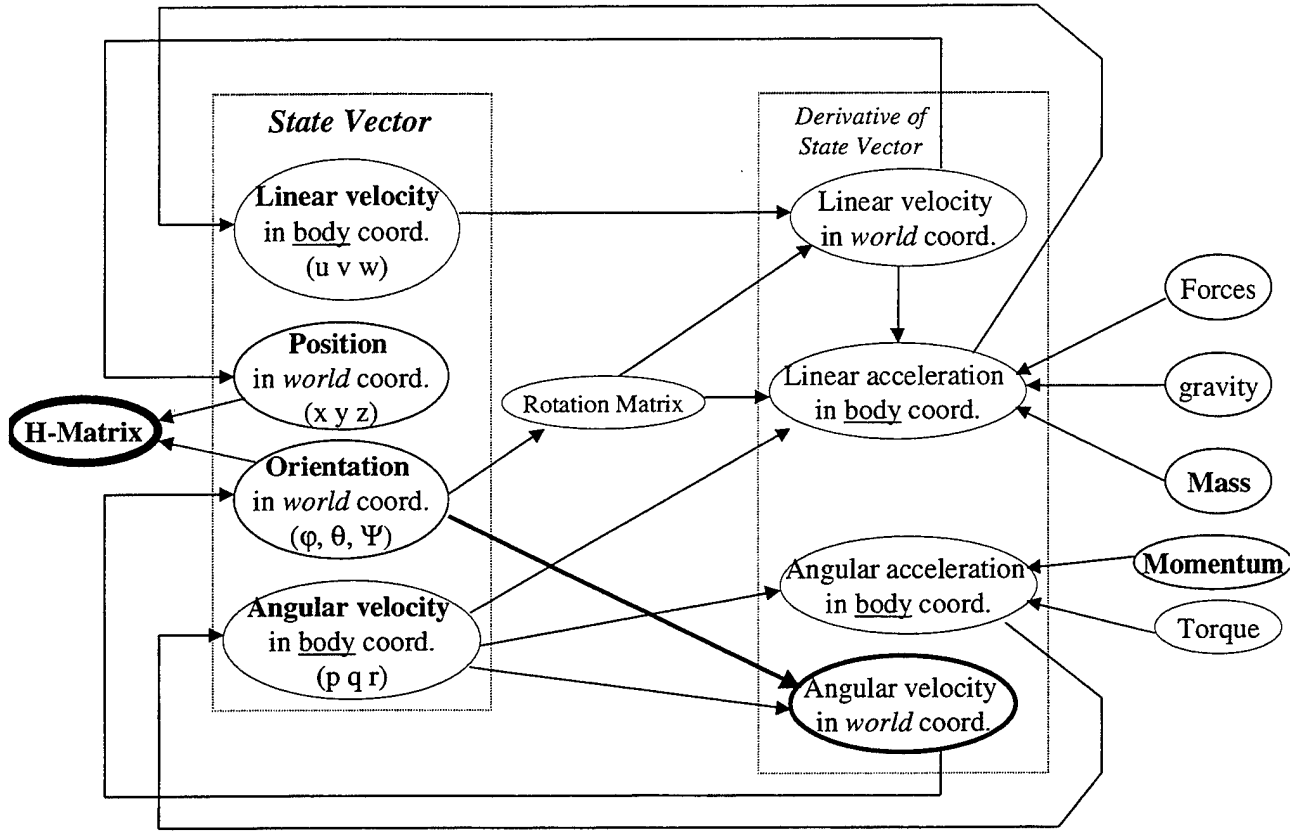 State Vector
Linear velocity
in body coord.
(u v w)
Position
in world coord.
(x y z)
H-Matrix
Orientation
in world coord.
(φ, θ, Ψ)
Angular velocity
in body coord.
(p q r)
Rotation Matrix
Derivative of
State Vector
Linear velocity
in world coord.
Linear acceleration
in body coord.
Angular acceleration
in body coord.
Angular velocity
in world coord.
Forces
gravity
Mass
Momentum
Torque